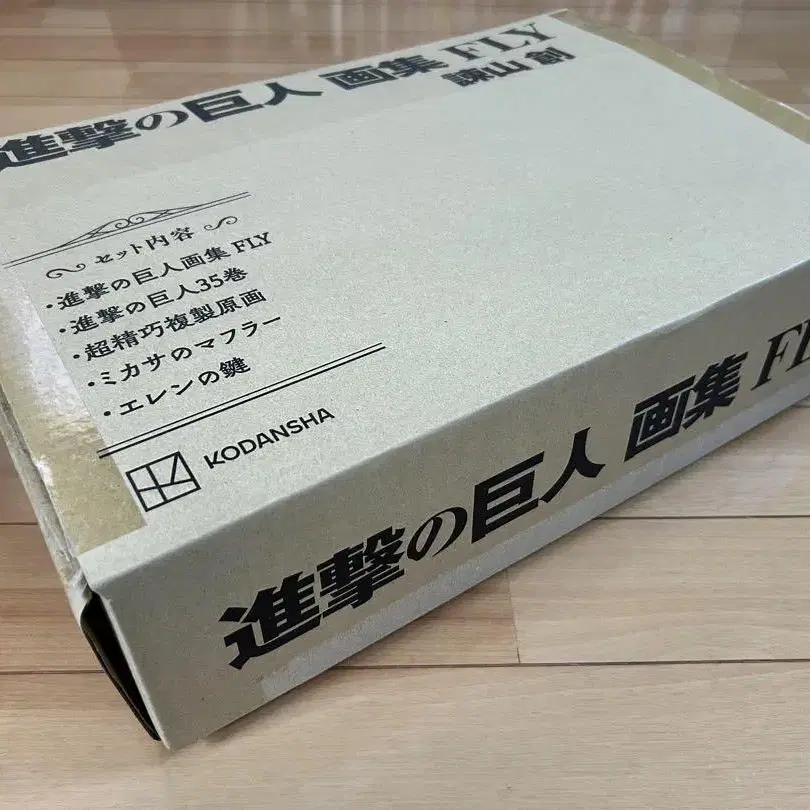 進撃の巨人 画集 FLY
諫山 創
セット内容
・進撃の巨人画集 FLY
・進撃の巨人35巻
・超精巧複製原画
・ミカサのマフラー
・エレンの鍵
KODANSHA
進撃の巨人 画集 FL